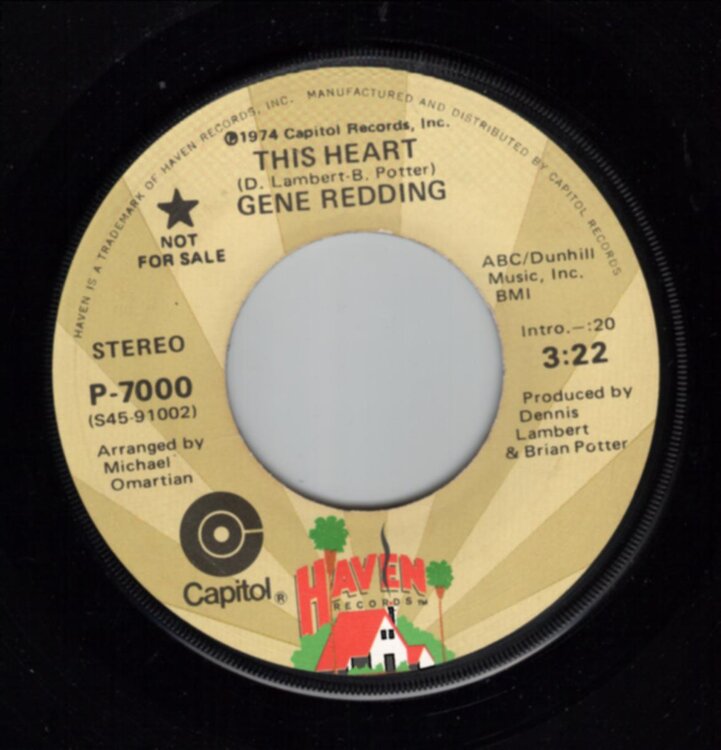 HAVEN IS A TRADEMARK OF HAVEN RECORDS, INC. MANUFACTURED AND DISTRIBUTED BY CAPITOL RECORDS
℗1974 Capitol Records, Inc.
THIS HEART
(D. Lambert-B. Potter)
GENE REDDING
NOT
FOR SALE
ABC/Dunhill
Music, Inc.
BMI
Intro.–:20
3:22
STEREO
P-7000
(S45-91002)
Produced by
Dennis
Lambert
& Brian Potter
Arranged by
Michael
Omartian
Capitol®
HAVEN
RECORDS™